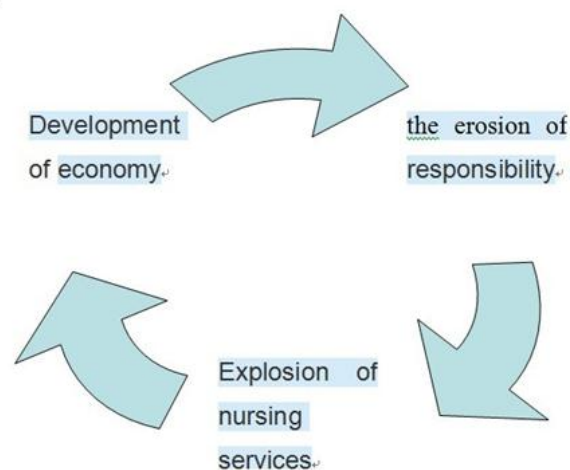 Development
of economy
the erosion of
responsibility
Explosion of
nursing
services